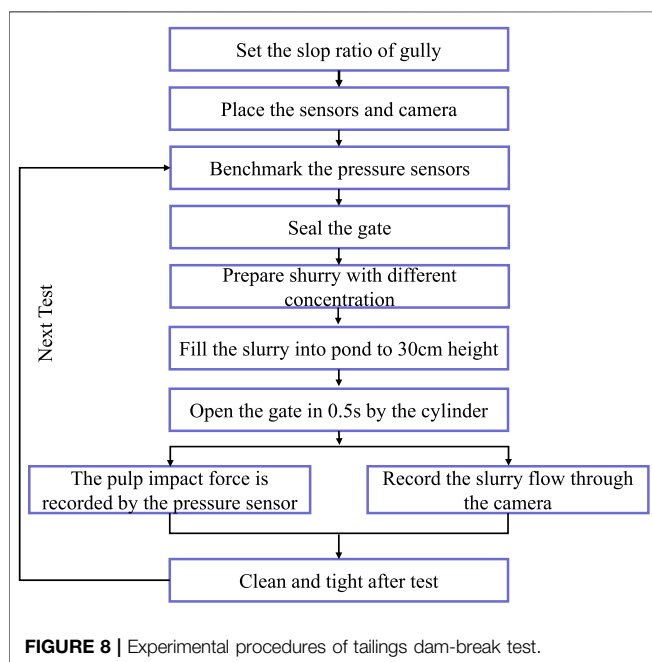 Set the slop ratio of gully
Place the sensors and camera
Benchmark the pressure sensors
Seal the gate
Prepare shurry with different
concentration
Fill the slurry into pond to 30cm height
Open the gate in 0.5s by the cylinder
The pulp impact force is
recorded by the pressure sensor
Record the slurry flow through
the camera
Clean and tight after test
Next Test
FIGURE 8 | Experimental procedures of tailings dam-break test.